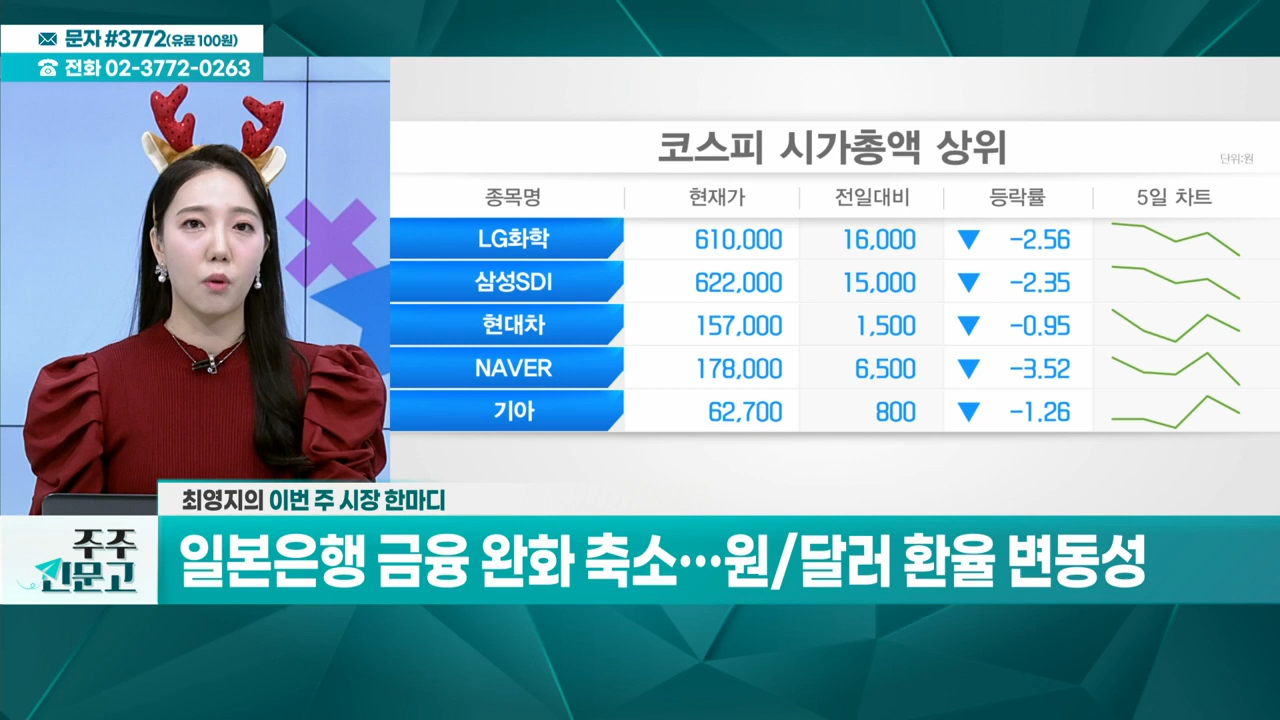 문자 #3772(유료 100원)
전화 02-3772-0263
코스피 시가총액 상위
단위:원
종목명 현재가 전일대비 등락률 5일 차트
LG화학 610,000 16,000 ▼ -2.56
삼성SDI 622,000 15,000 ▼ -2.35
현대차 157,000 1,500 ▼ -0.95
NAVER 178,000 6,500 ▼ -3.52
기아 62,700 800 ▼ -1.26
최영지의 이번 주 시장 한마디
주주
신문고
일본은행 금융 완화 축소…원/달러 환율 변동성